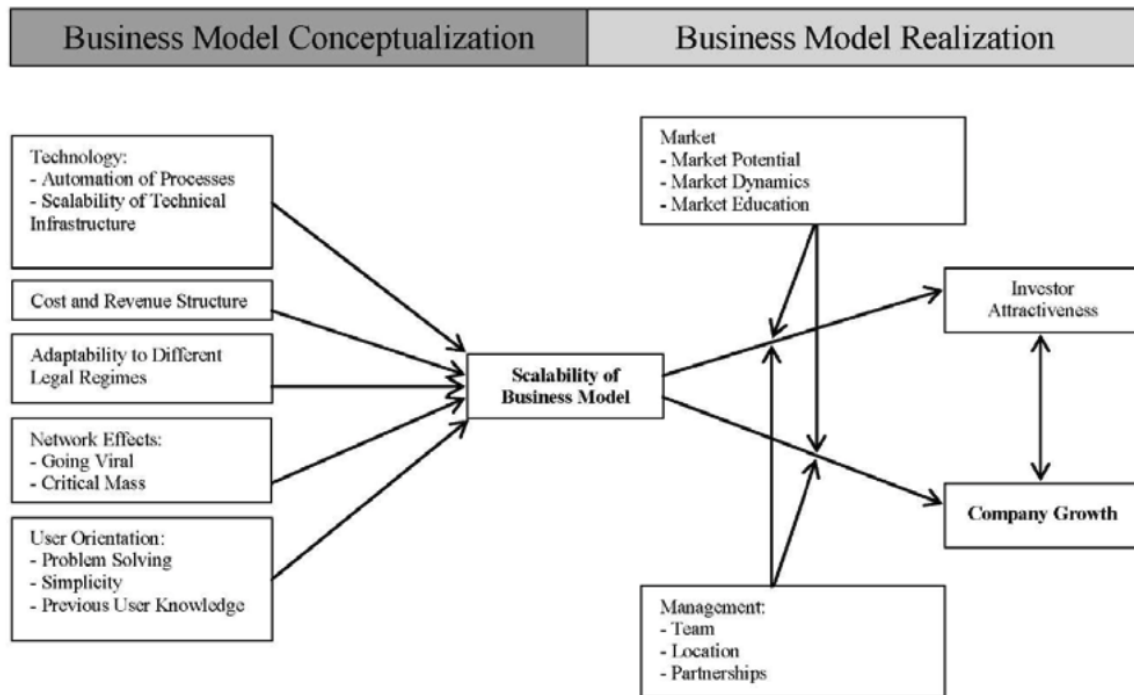 Business Model Conceptualization
Business Model Realization
Technology:
- Automation of Processes
- Scalability of Technical
Infrastructure
Cost and Revenue Structure
Adaptability to Different
Legal Regimes
Network Effects:
- Going Viral
- Critical Mass
User Orientation:
- Problem Solving
- Simplicity
- Previous User Knowledge
Scalability of
Business Model
Market
- Market Potential
- Market Dynamics
- Market Education
Management:
- Team
- Location
- Partnerships
Investor
Attractiveness
Company Growth